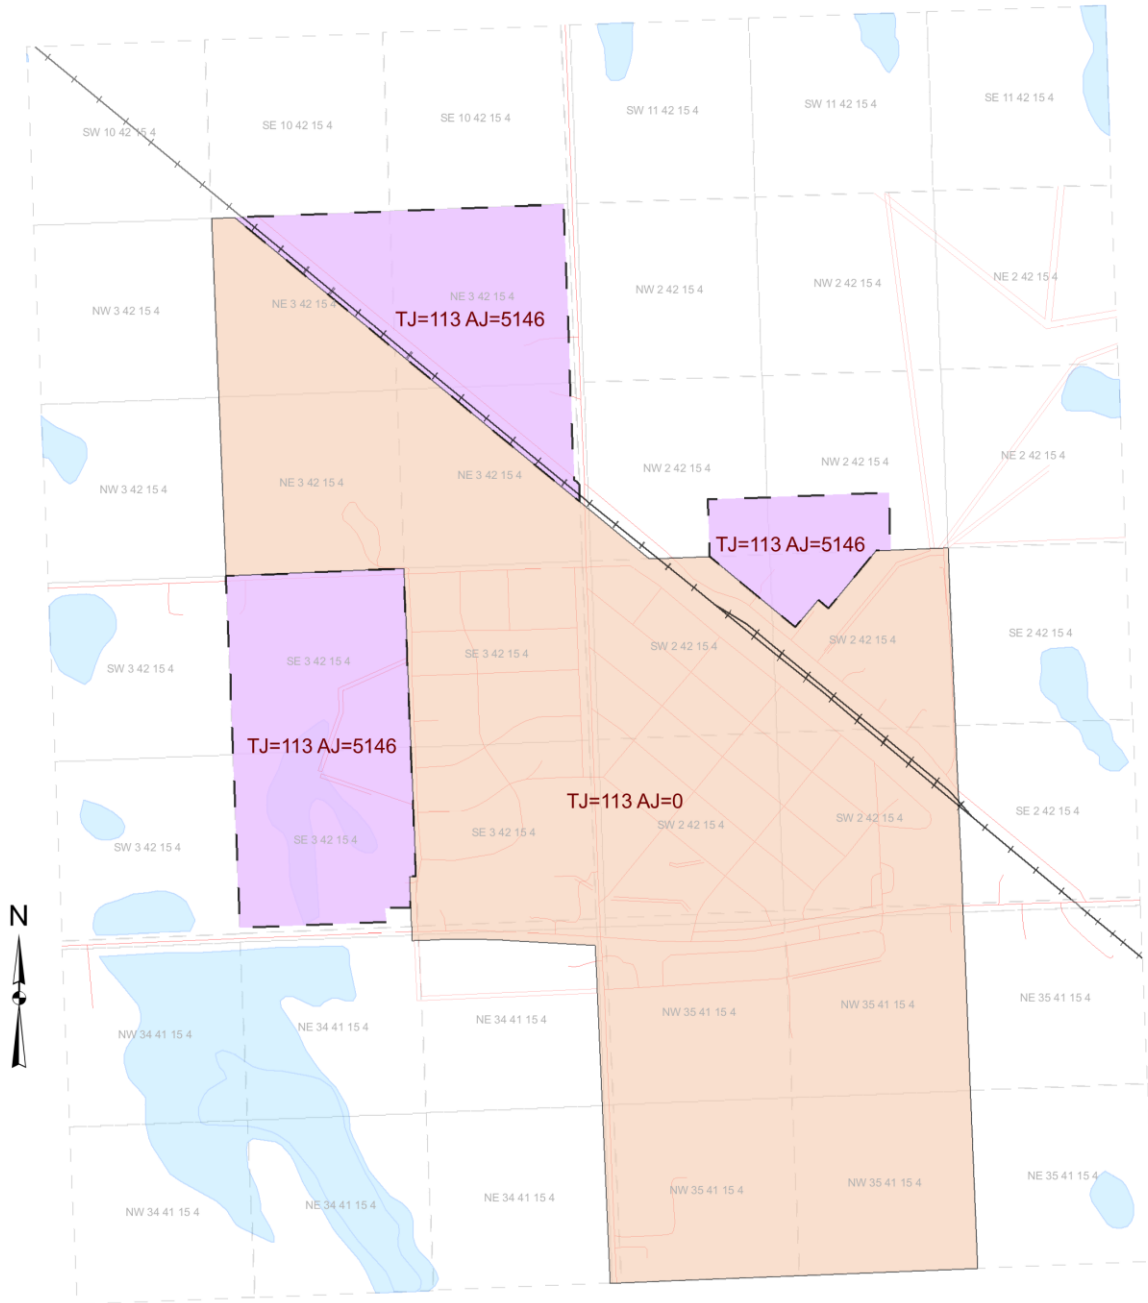 SW 10 42 15 4
SE 10 42 15 4
SE 10 42 15 4
SW 11 42 15 4
SW 11 42 15 4
SE 11 42 15 4
NW 3 42 15 4
NE 3 42 15 4
NE 3 42 15 4
NW 2 42 15 4
NW 2 42 15 4
NE 2 42 15 4
TJ=113 AJ=5146
NW 3 42 15 4
NE 3 42 15 4
NE 3 42 15 4
NW 2 42 15 4
NW 2 42 15 4
NE 2 42 15 4
TJ=113 AJ=5146
SW 3 42 15 4
SE 3 42 15 4
SE 3 42 15 4
SW 2 42 15 4
SW 2 42 15 4
SE 2 42 15 4
TJ=113 AJ=5146
TJ=113 AJ=0
SW 3 42 15 4
SE 3 42 15 4
SE 3 42 15 4
SW 2 42 15 4
SW 2 42 15 4
SE 2 42 15 4
N
NW 34 41 15 4
NE 34 41 15 4
NE 34 41 15 4
NW 35 41 15 4
NW 35 41 15 4
NE 35 41 15 4
NW 34 41 15 4
NE 34 41 15 4
NE 34 41 15 4
NW 35 41 15 4
NW 35 41 15 4
NE 35 41 15 4